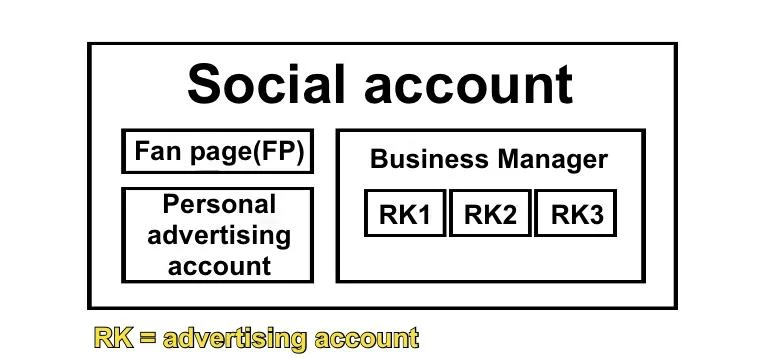 Social account
Fan page(FP)
Personal
advertising
account
Business Manager
RK1 RK2 RK3
RK = advertising account